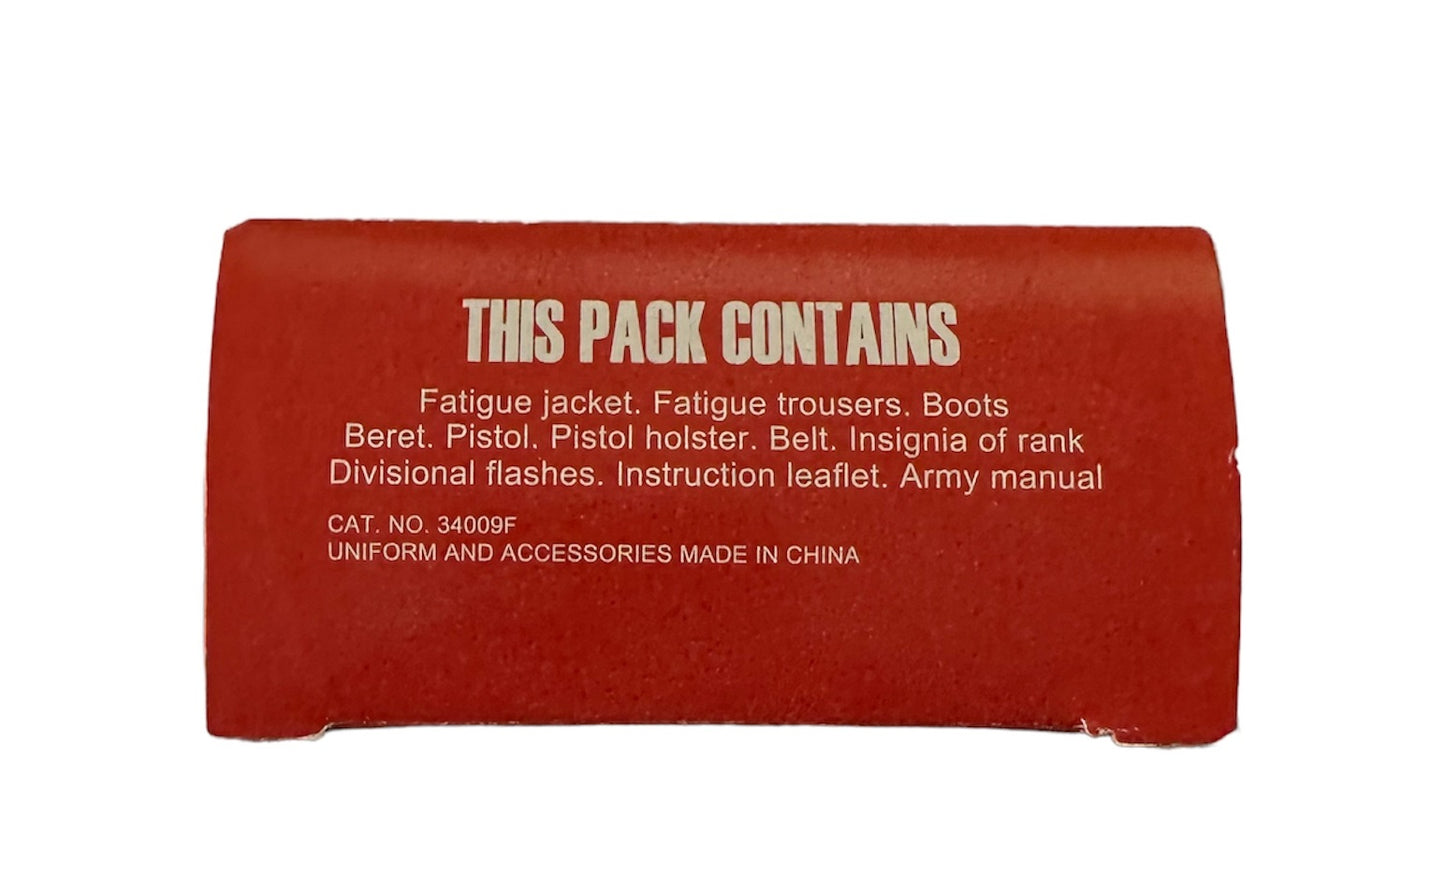 THIS PACK CONTAINS
Fatigue jacket. Fatigue trousers. Boots
Beret. Pistol. Pistol holster. Belt. Insignia of rank
Divisional flashes. Instruction leaflet. Army manual
CAT. NO. 34009F
UNIFORM AND ACCESSORIES MADE IN CHINA